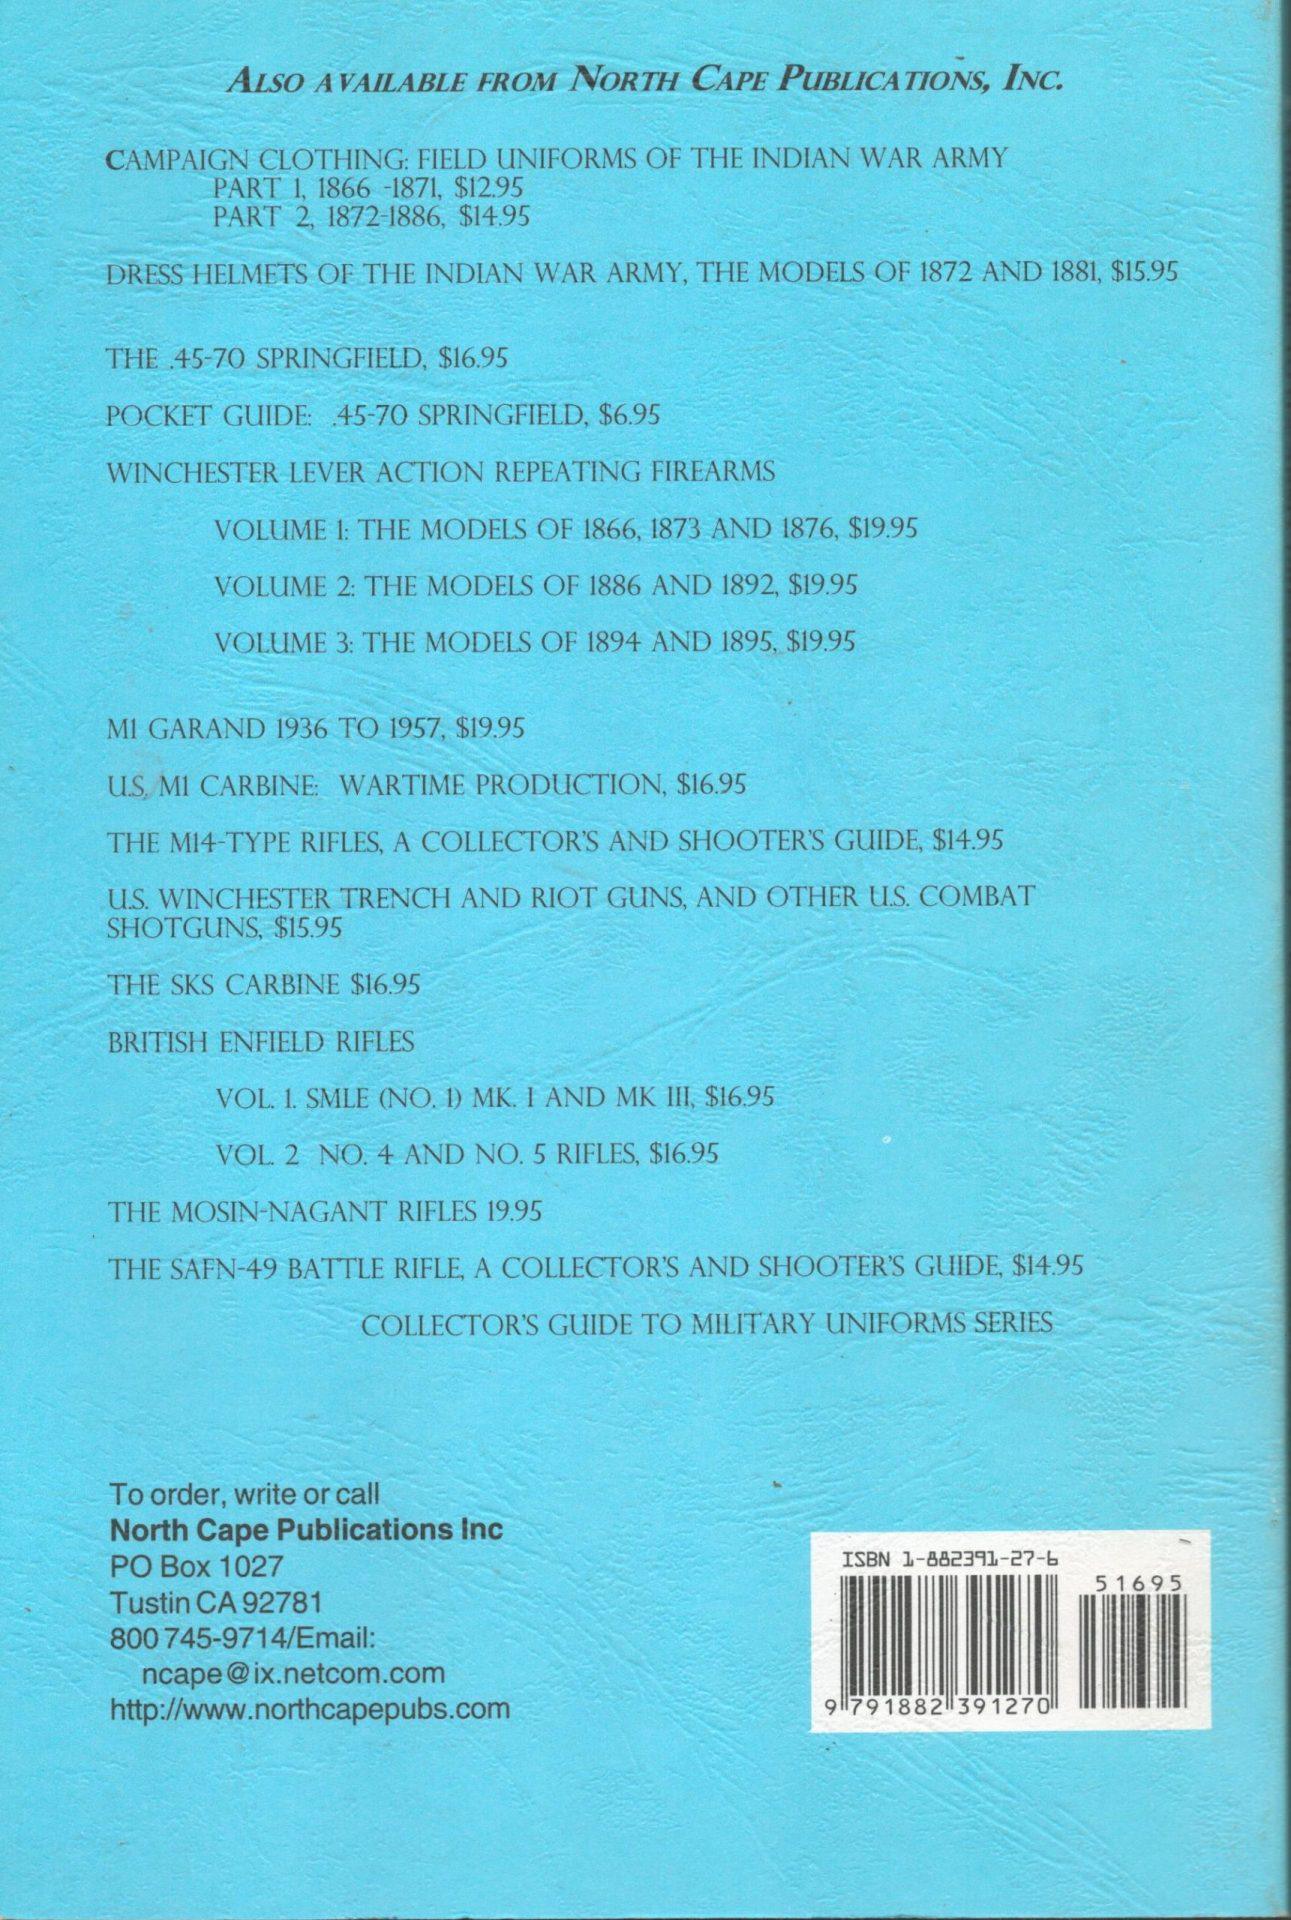 ALSO AVAILABLE FROM NORTH CAPE PUBLICATIONS, INC.
CAMPAIGN CLOTHING: FIELD UNIFORMS OF THE INDIAN WAR ARMY
PART 1, 1866 -1871, $12.95
PART 2, 1872-1886, $14.95
DRESS HELMETS OF THE INDIAN WAR ARMY, THE MODELS OF 1872 AND 1881, $15.95
THE .45-70 SPRINGFIELD, $16.95
POCKET GUIDE: .45-70 SPRINGFIELD, $6.95
WINCHESTER LEVER ACTION REPEATING FIREARMS
VOLUME 1: THE MODELS OF 1866, 1873 AND 1876, $19.95
VOLUME 2: THE MODELS OF 1886 AND 1892, $19.95
VOLUME 3: THE MODELS OF 1894 AND 1895, $19.95
M1 GARAND 1936 TO 1957, $19.95
U.S. M1 CARBINE: WARTIME PRODUCTION, $16.95
THE M14-TYPE RIFLES, A COLLECTOR'S AND SHOOTER'S GUIDE, $14.95
U.S. WINCHESTER TRENCH AND RIOT GUNS, AND OTHER U.S. COMBAT
SHOTGUNS, $15.95
THE SKS CARBINE $16.95
BRITISH ENFIELD RIFLES
VOL. 1. SMLE (NO. 1) MK. I AND MK III, $16.95
VOL. 2 NO. 4 AND NO. 5 RIFLES, $16.95
THE MOSIN-NAGANT RIFLES 19.95
THE SAFN-49 BATTLE RIFLE, A COLLECTOR'S AND SHOOTER'S GUIDE, $14.95
COLLECTOR'S GUIDE TO MILITARY UNIFORMS SERIES
To order, write or call
North Cape Publications Inc
PO Box 1027
Tustin CA 92781
800 745-9714/Email:
ncape@ix.netcom.com
http://www.northcapepubs.com
ISBN 1-882391-27-6
51695
9 791882 391270